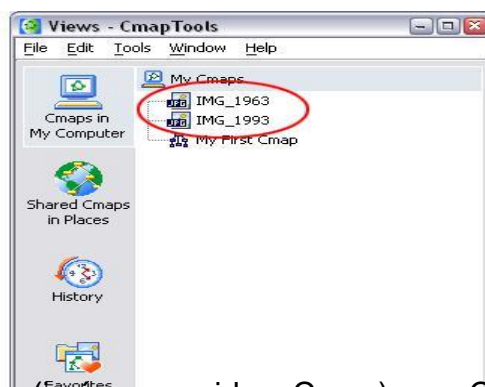 Views - CmapTools
File Edit Tools Window Help
My Cmaps
IMG_1963
IMG_1993
My First Cmap
Cmaps in
My Computer
Shared Cmaps
in Places
History
Favorites